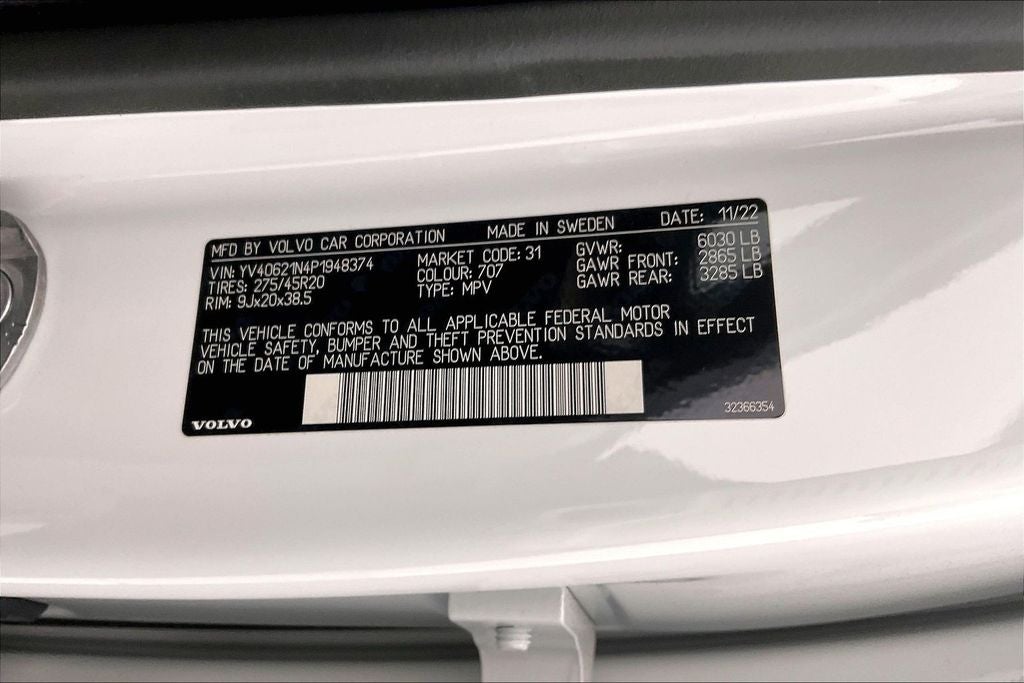 MFD BY VOLVO CAR CORPORATION MADE IN SWEDEN DATE: 11/22
VIN: YV40621N4P1948374 MARKET CODE: 31 GVWR: 6030 LB
TIRES: 275/45R20 COLOUR: 707 GAWR FRONT: 2865 LB
RIM: 9Jx20x38.5 TYPE: MPV GAWR REAR: 3285 LB
THIS VEHICLE CONFORMS TO ALL APPLICABLE FEDERAL MOTOR
VEHICLE SAFETY, BUMPER AND THEFT PREVENTION STANDARDS IN EFFECT
ON THE DATE OF MANUFACTURE SHOWN ABOVE.
VOLVO 32366354